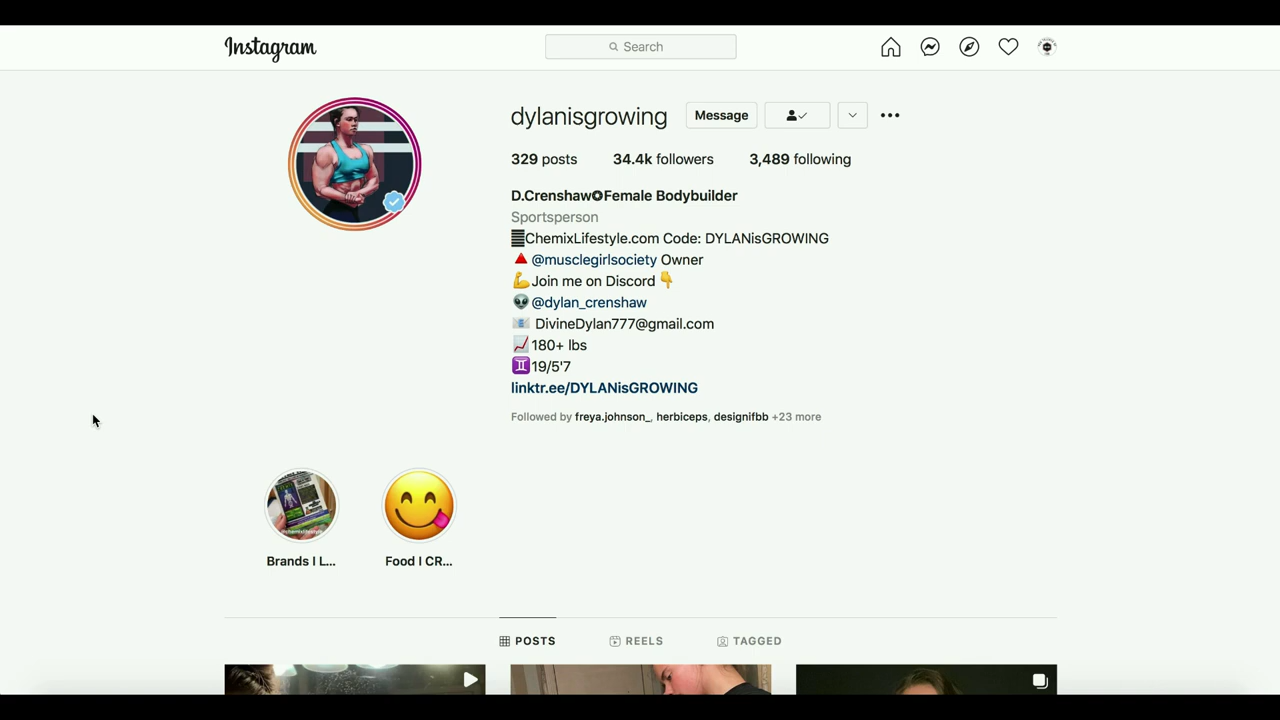 Instagram
Search
dylanisgrowing Message
329 posts 34.4k followers 3,489 following
D.Crenshaw✪Female Bodybuilder
Sportsperson
ChemixLifestyle.com Code: DYLANisGROWING
🔺@musclegirlsociety Owner
💪Join me on Discord👇
👽@dylan_crenshaw
📧 DivineDylan777@gmail.com
📈180+ lbs
♊19/5'7
linktr.ee/DYLANisGROWING
Followed by freya.johnson_, herbiceps, designifbb +23 more
Brands I L... Food I CR...
POSTS REELS TAGGED